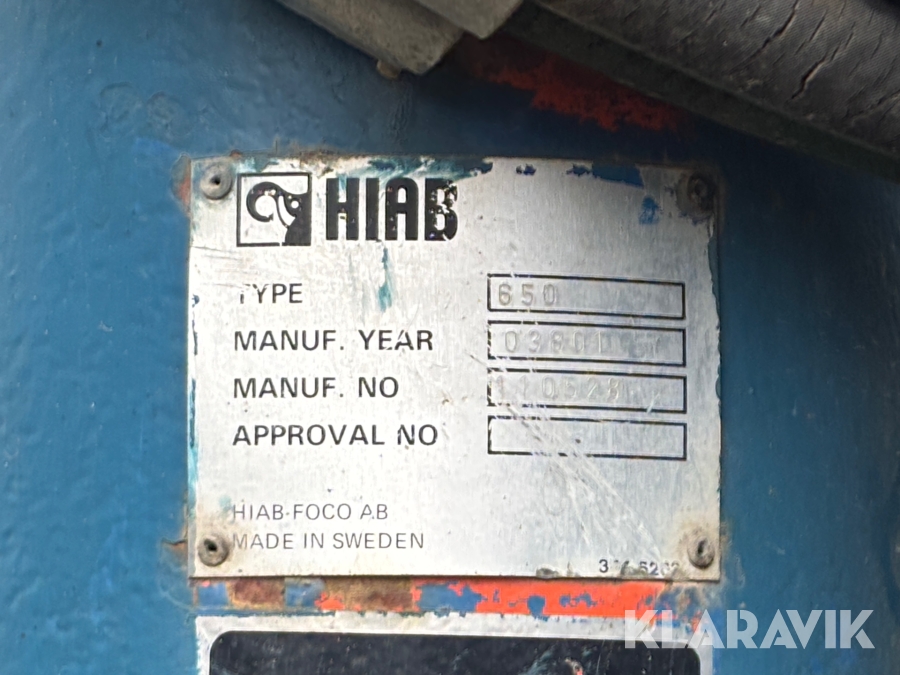 HIAB
TYPE 650
MANUF. YEAR
MANUF. NO
APPROVAL NO
HIAB-FOCO AB
MADE IN SWEDEN
KLARAVIK